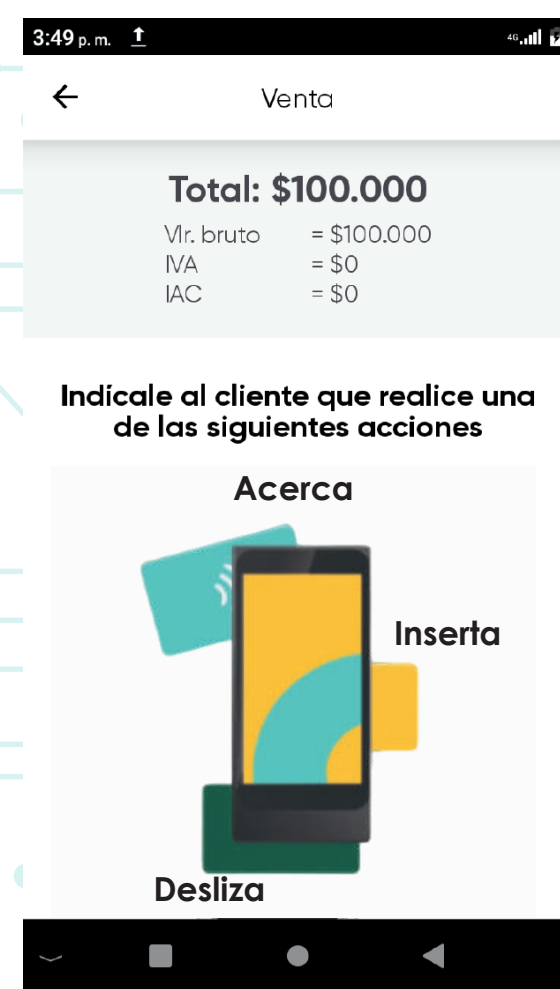 3:49 p. m.
4G
Venta
Total: $100.000
Vlr. bruto = $100.000
IVA = $0
IAC = $0
Indícale al cliente que realice una
de las siguientes acciones
Acerca
Inserta
Desliza